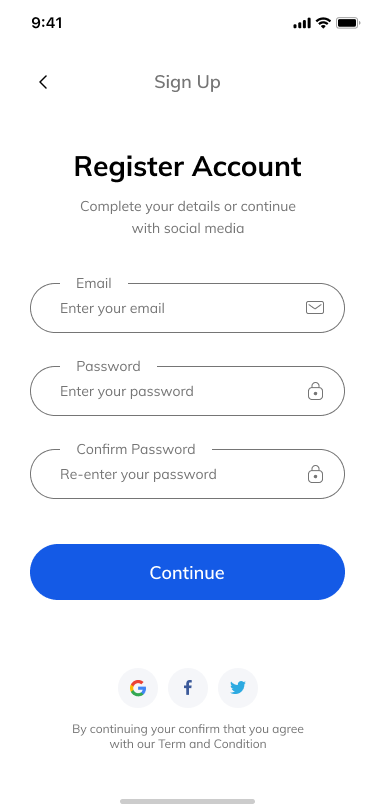 9:41
Sign Up
Register Account
Complete your details or continue
with social media
Email
Enter your email
Password
Enter your password
Confirm Password
Re-enter your password
Continue
By continuing your confirm that you agree
with our Term and Condition